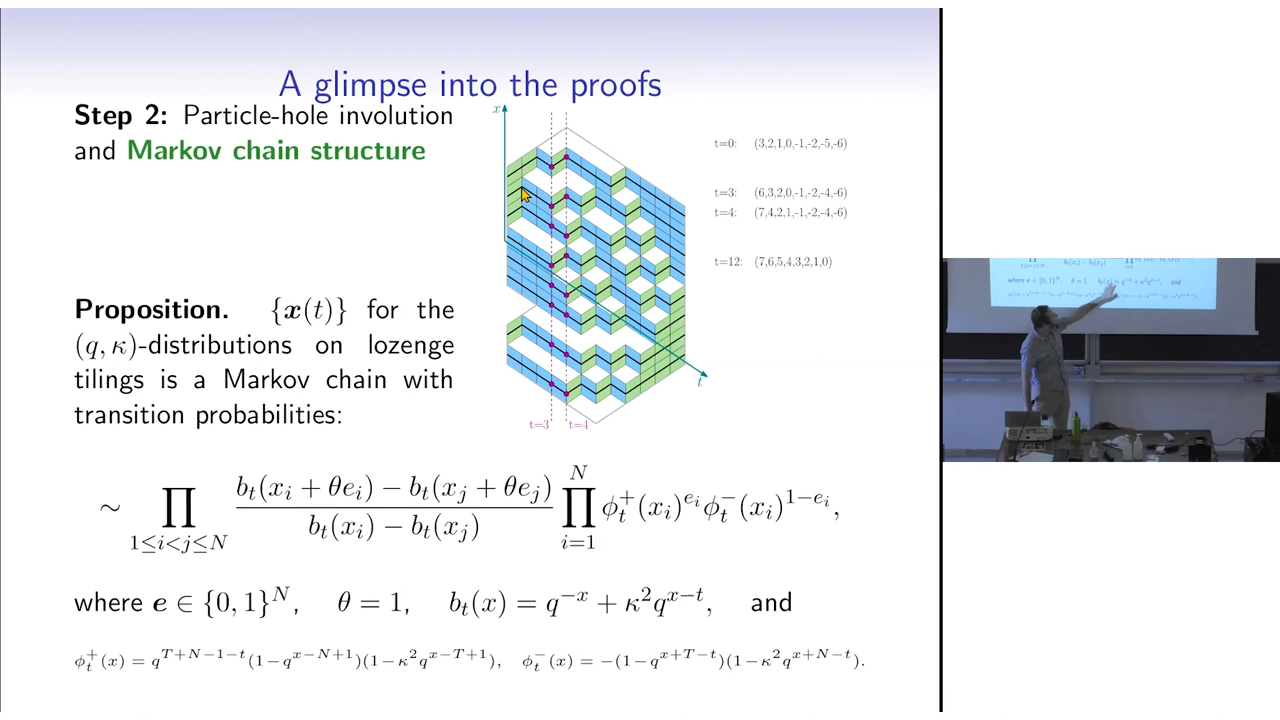 A glimpse into the proofs
Step 2: Particle-hole involution
and Markov chain structure
x
t=0: (3,2,1,0,-1,-2,-5,-6)
t=3: (6,3,2,0,-1,-2,-4,-6)
t=4: (7,4,2,1,-1,-2,-4,-6)
t=12: (7,6,5,4,3,2,1,0)
t
t=3 t=4
Proposition. {x(t)} for the
(q, κ)-distributions on lozenge
tilings is a Markov chain with
transition probabilities:
∼ ∏_{1≤i<j≤N} \frac{b_t(x_i + θe_i) − b_t(x_j + θe_j)}{b_t(x_i) − b_t(x_j)} ∏_{i=1}^{N} ϕ_t^+(x_i)^{e_i} ϕ_t^−(x_i)^{1−e_i},
where e ∈ {0, 1}^N, θ = 1, b_t(x) = q^{−x} + κ^2 q^{x−t}, and
ϕ_t^+(x) = q^{T+N−1−t}(1−q^{x−N+1})(1−κ^2 q^{x−T+1}), ϕ_t^−(x) = −(1−q^{x+T−t})(1−κ^2 q^{x+N−t}).